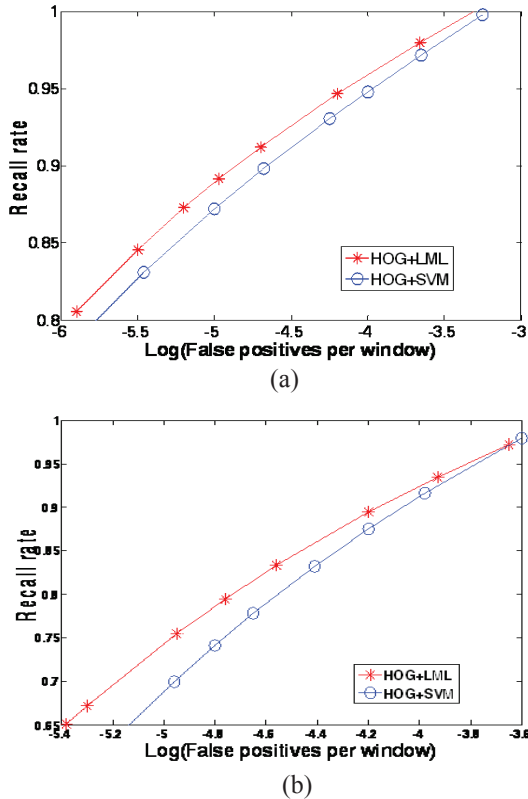 1
0.95
0.9
0.85
0.8
Recall rate
HOG+LML
HOG+SVM
-6 -5.5 -5 -4.5 -4 -3.5 -3
Log(False positives per window)
(a)
1
0.95
0.9
0.85
0.8
0.75
0.7
0.65
Recall rate
HOG+LML
HOG+SVM
-5.4 -5.2 -5 -4.8 -4.6 -4.4 -4.2 -4 -3.8 -3.6
Log(False positives per window)
(b)